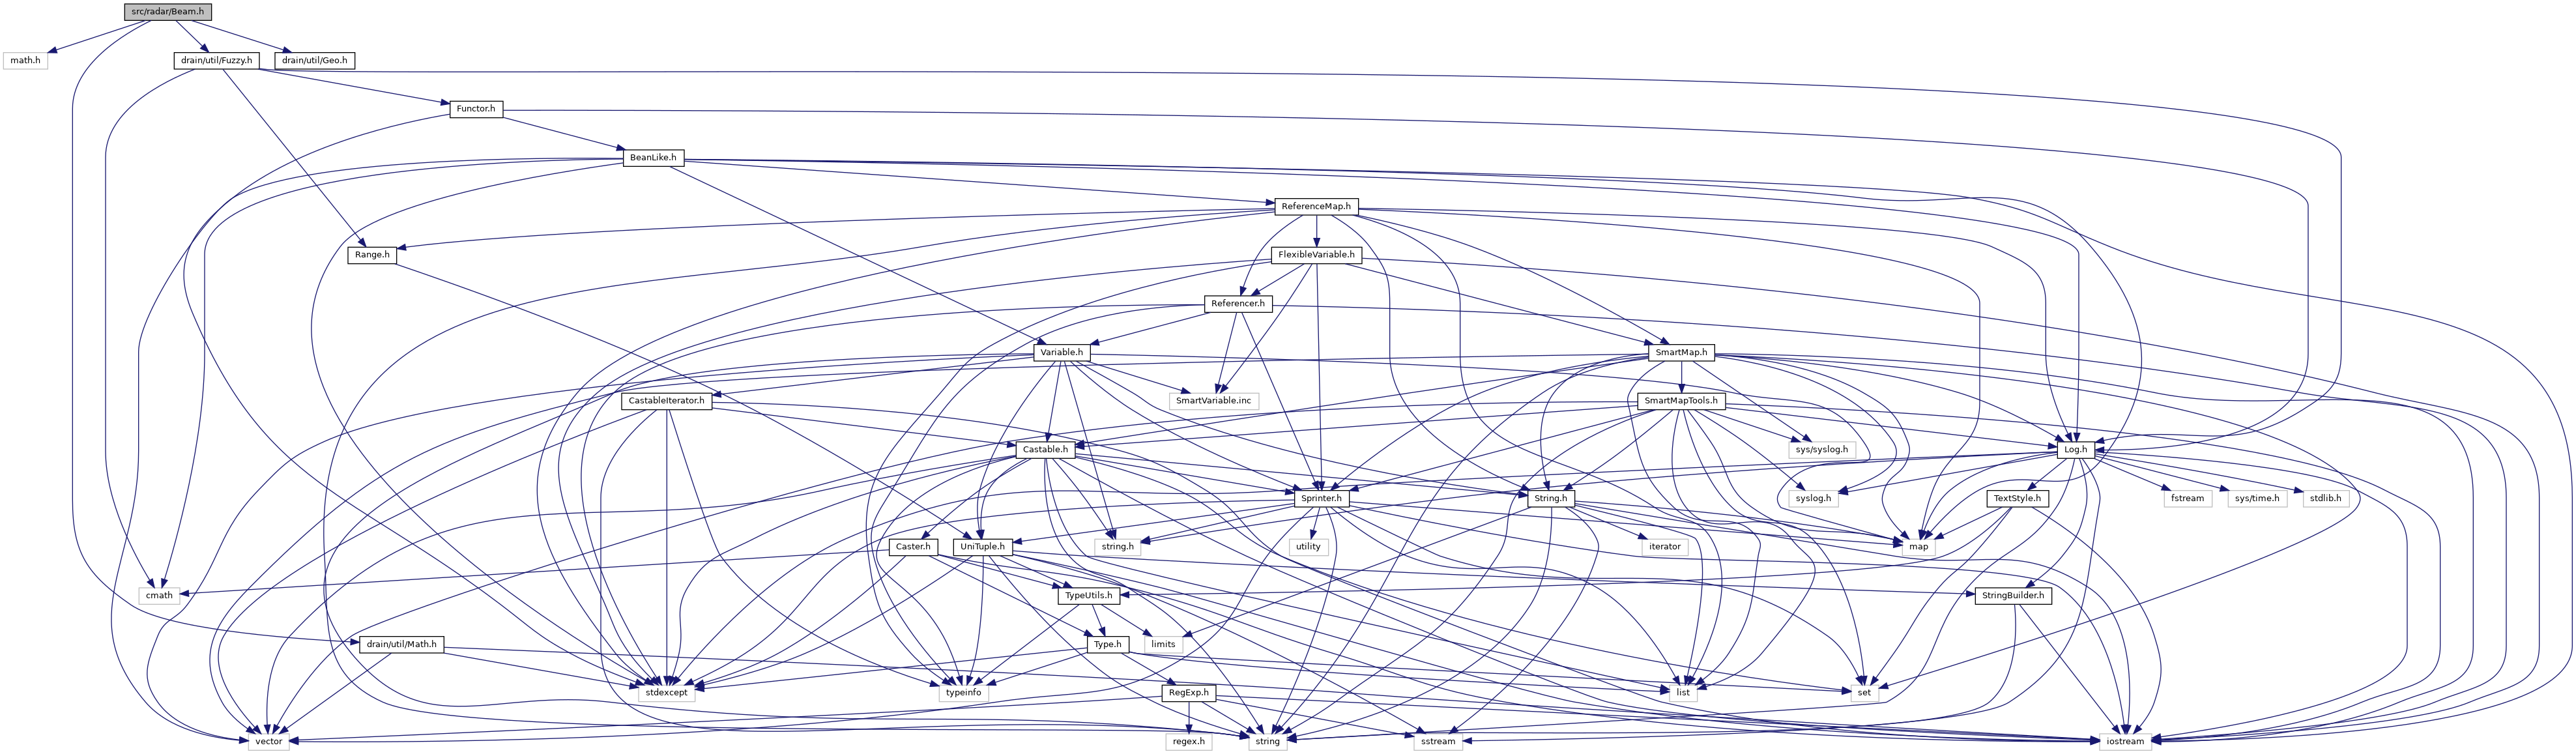 src/radar/Beam.h
math.h
drain/util/Fuzzy.h
drain/util/Geo.h
Functor.h
BeanLike.h
ReferenceMap.h
Range.h
FlexibleVariable.h
Referencer.h
Variable.h
SmartMap.h
CastableIterator.h
SmartVariable.inc
SmartMapTools.h
Castable.h
sys/syslog.h
Log.h
Sprinter.h
String.h
syslog.h
TextStyle.h
fstream
sys/time.h
stdlib.h
Caster.h
UniTuple.h
string.h
utility
iterator
map
cmath
TypeUtils.h
StringBuilder.h
drain/util/Math.h
Type.h
limits
stdexcept
typeinfo
RegExp.h
list
set
vector
regex.h
string
sstream
iostream